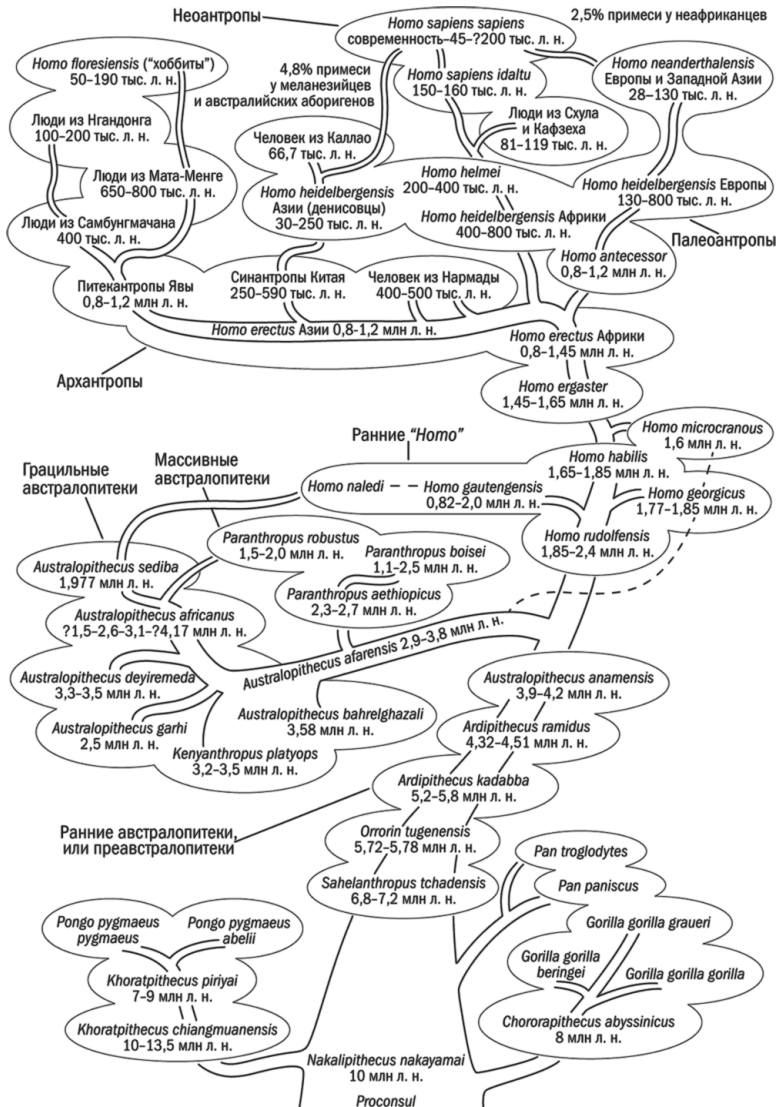 Неоантропы
Homo sapiens sapiens
современность-45-?200 тыс. л. н.
2,5% примеси у неафриканцев
Homo floresiensis ("хоббиты")
50-190 тыс. л. н.
4,8% примеси
у меланезийцев
и австралийских аборигенов
Homo sapiens idaltu
150-160 тыс. л. н.
Homo neanderthalensis
Европы и Западной Азии
28-130 тыс. л. н.
Люди из Нгандонга
100-200 тыс. л. н.
Люди из Схула
и Кафзеха
81-119 тыс. л. н.
Человек из Каллао
66,7 тыс. л. н.
Люди из Мата-Менге
650-800 тыс. л. н.
Homo heidelbergensis
Азии (денисовцы)
30-250 тыс. л. н.
Homo helmei
200-400 тыс. л. н.
Homo heidelbergensis Африки
400-800 тыс. л. н.
Homo heidelbergensis Европы
130-800 тыс. л. н.
Люди из Самбунгмачана
400 тыс. л. н.
Палеоантропы
Homo antecessor
0,8-1,2 млн л. н.
Питекантропы Явы
0,8-1,2 млн л. н.
Синантропы Китая
250-590 тыс. л. н.
Человек из Нармады
400-500 тыс. л. н.
Homo erectus Азии 0,8-1,2 млн л. н.
Homo erectus Африки
0,8-1,45 млн л. н.
Архантропы
Homo ergaster
1,45-1,65 млн л. н.
Ранние "Homo"
Homo microcranous
1,6 млн л. н.
Грацильные
австралопитеки
Массивные
австралопитеки
Homo habilis
1,65-1,85 млн л. н.
Homo naledi
Homo gautengensis
0,82-2,0 млн л. н.
Homo georgicus
1,77-1,85 млн л. н.
Homo rudolfensis
1,85-2,4 млн л. н.
Paranthropus robustus
1,5-2,0 млн л. н.
Paranthropus boisei
1,1-2,5 млн л. н.
Australopithecus sediba
1,977 млн л. н.
Paranthropus aethiopicus
2,3-2,7 млн л. н.
Australopithecus africanus
?1,5-2,6-3,1-?4,17 млн л. н.
Australopithecus afarensis 2,9-3,8 млн л. н.
Australopithecus deyiremeda
3,3-3,5 млн л. н.
Australopithecus anamensis
3,9-4,2 млн л. н.
Australopithecus garhi
2,5 млн л. н.
Australopithecus bahrelghazali
3,58 млн л. н.
Kenyanthropus platyops
3,2-3,5 млн л. н.
Ardipithecus ramidus
4,32-4,51 млн л. н.
Ardipithecus kadabba
5,2-5,8 млн л. н.
Ранние австралопитеки,
или преавстралопитеки
Orrorin tugenensis
5,72-5,78 млн л. н.
Sahelanthropus tchadensis
6,8-7,2 млн л. н.
Pan troglodytes
Pan paniscus
Pongo pygmaeus
pygmaeus
Pongo pygmaeus
abelii
Gorilla gorilla graueri
Gorilla gorilla
beringei
Gorilla gorilla gorilla
Khoratpithecus piriyai
7-9 млн л. н.
Khoratpithecus chiangmuanensis
10-13,5 млн л. н.
Chororapithecus abyssinicus
8 млн л. н.
Nakalipithecus nakayamai
10 млн л. н.
Proconsul